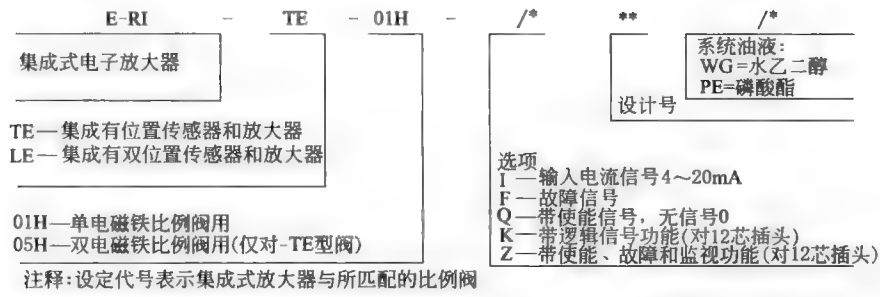 E-RI - TE - 01H - /* ** /*
集成式电子放大器
系统油液：
WG=水乙二醇
PE=磷酸酯
设计号
TE—集成有位置传感器和放大器
LE—集成有双位置传感器和放大器
选项
I—输入电流信号4～20mA
F—故障信号
Q—带使能信号，无信号0
K—带逻辑信号功能(对12芯插头)
Z—带使能、故障和监视功能(对12芯插头)
01H—单电磁铁比例阀用
05H—双电磁铁比例阀用(仅对-TE型阀)
注释:设定代号表示集成式放大器与所匹配的比例阀